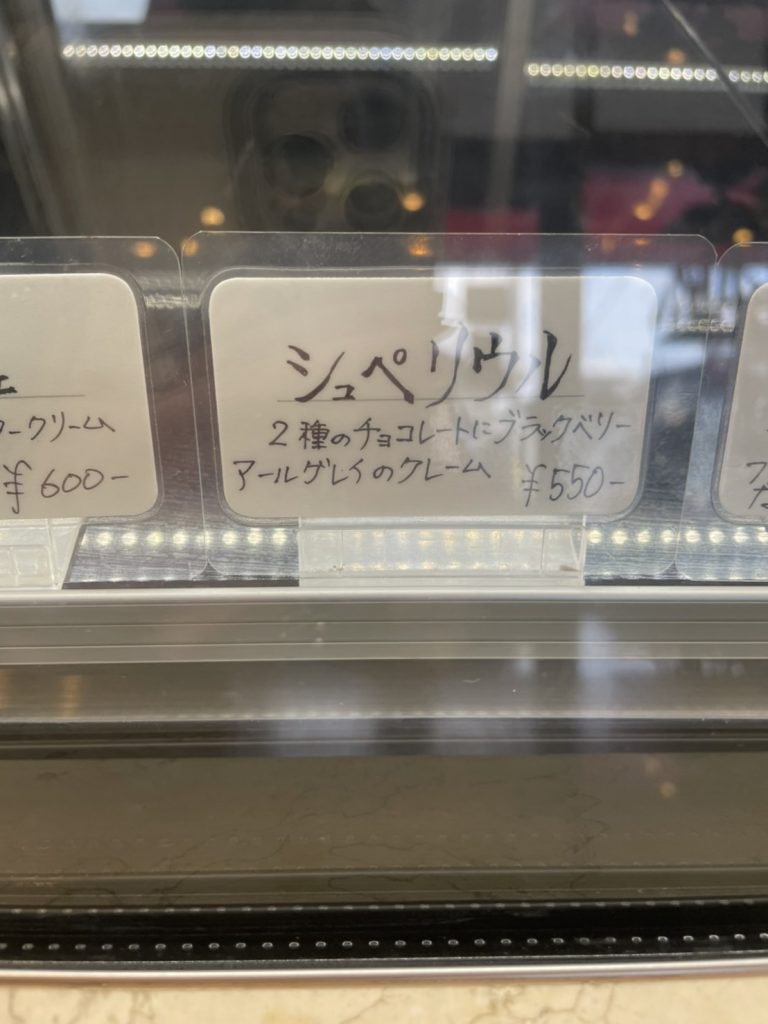 ークリーム
¥600-
シュペリウル
2種のチョコレートにブラックベリー
アールグレイのクレーム ¥550-